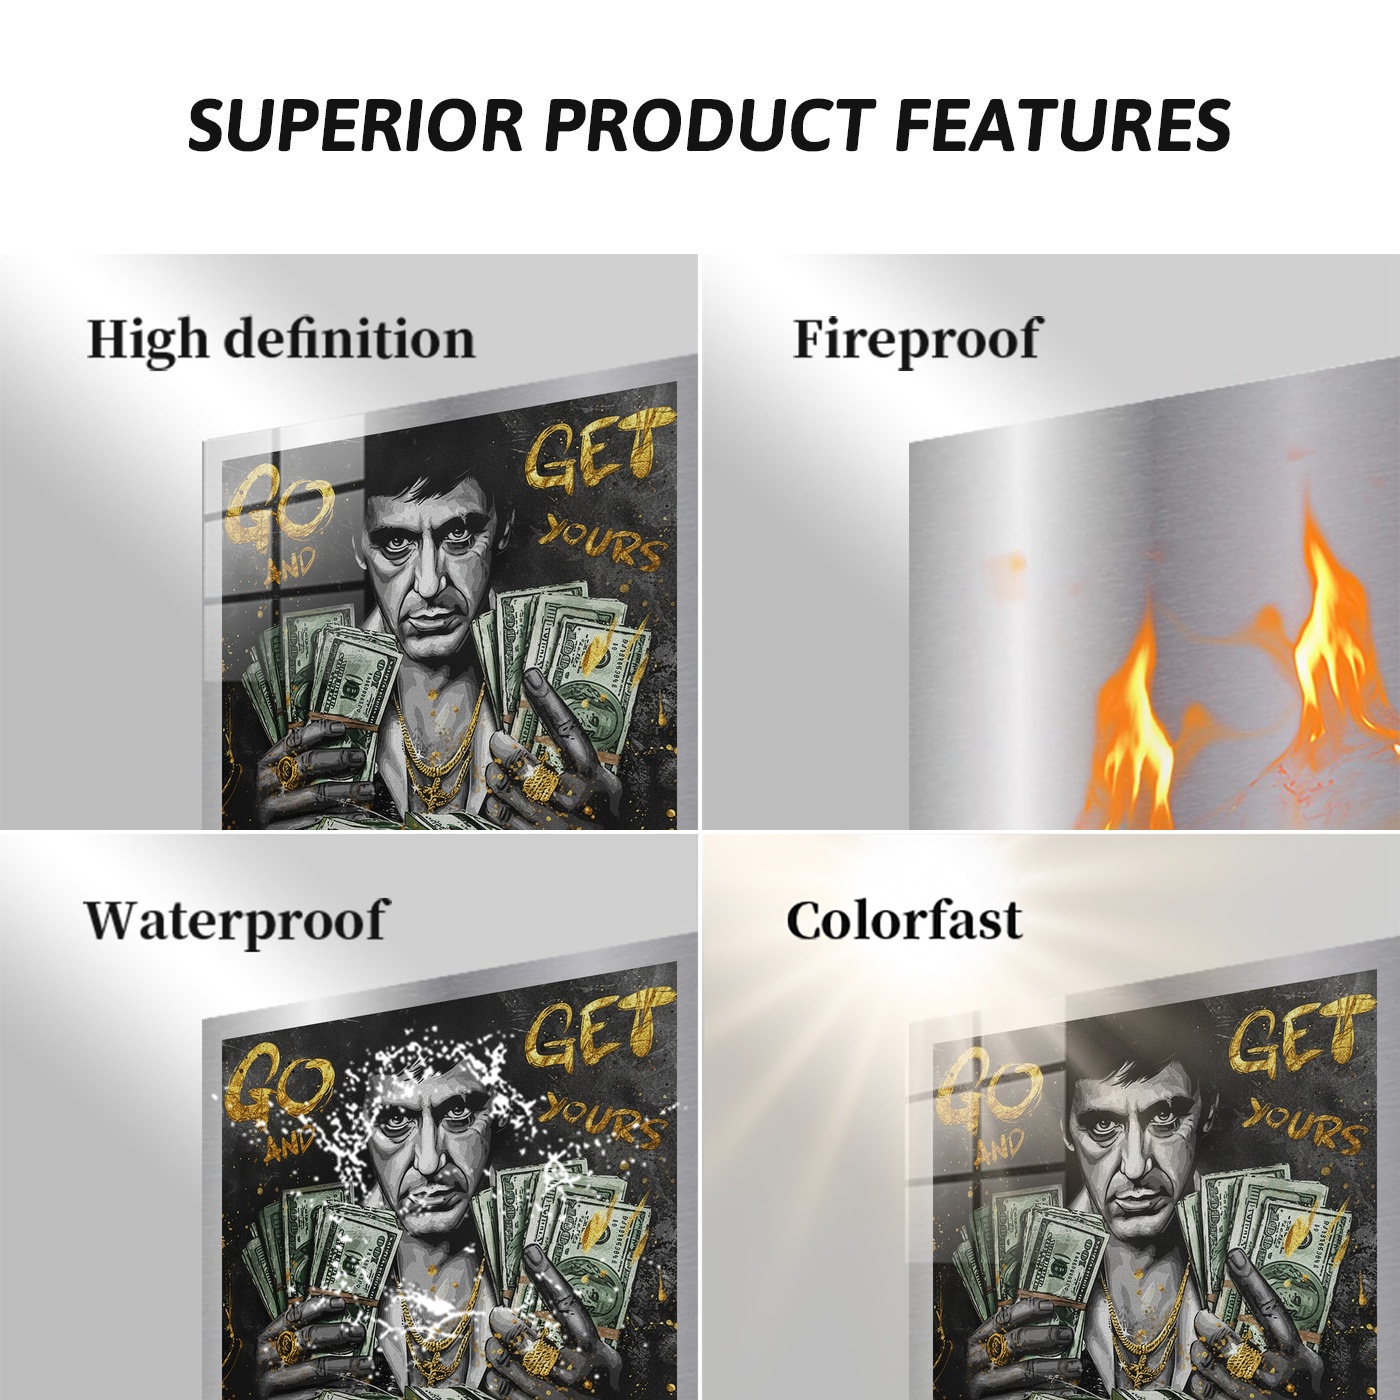 SUPERIOR PRODUCT FEATURES
High definition
Fireproof
GO
AND
GET
YOURS
Waterproof
Colorfast
GO
AND
GET
YOURS
GO
AND
GET
YOURS